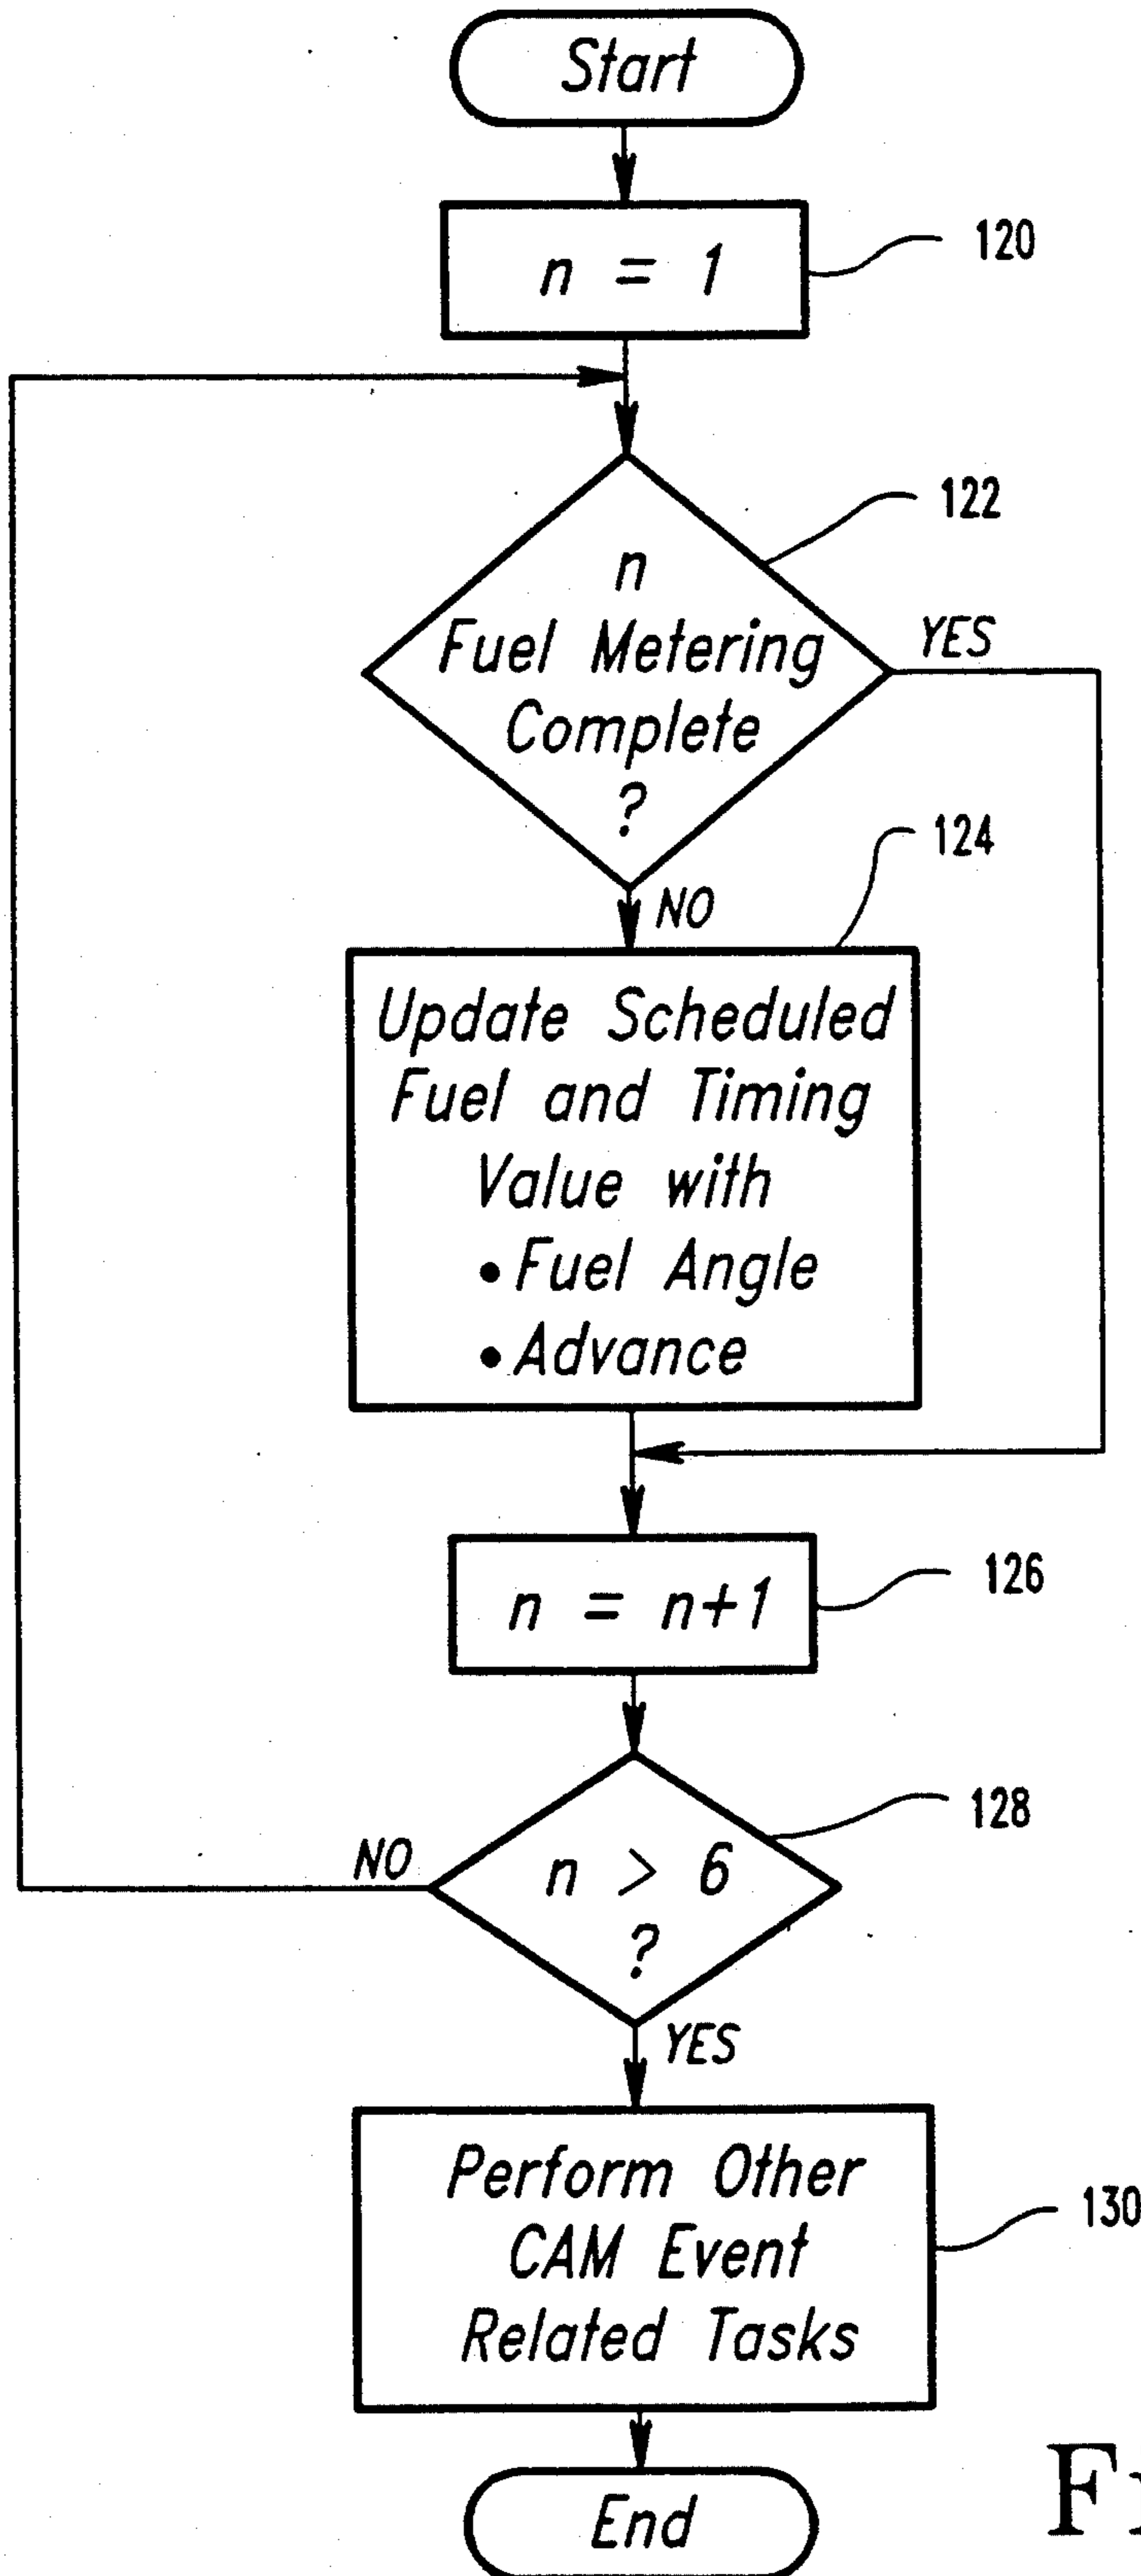 Start
n = 1
120
122
n
Fuel Metering
Complete
?
YES
NO
124
Update Scheduled
Fuel and Timing
Value with
• Fuel Angle
• Advance
n = n+1
126
n > 6
?
128
NO
YES
Perform Other
CAM Event
Related Tasks
130
End